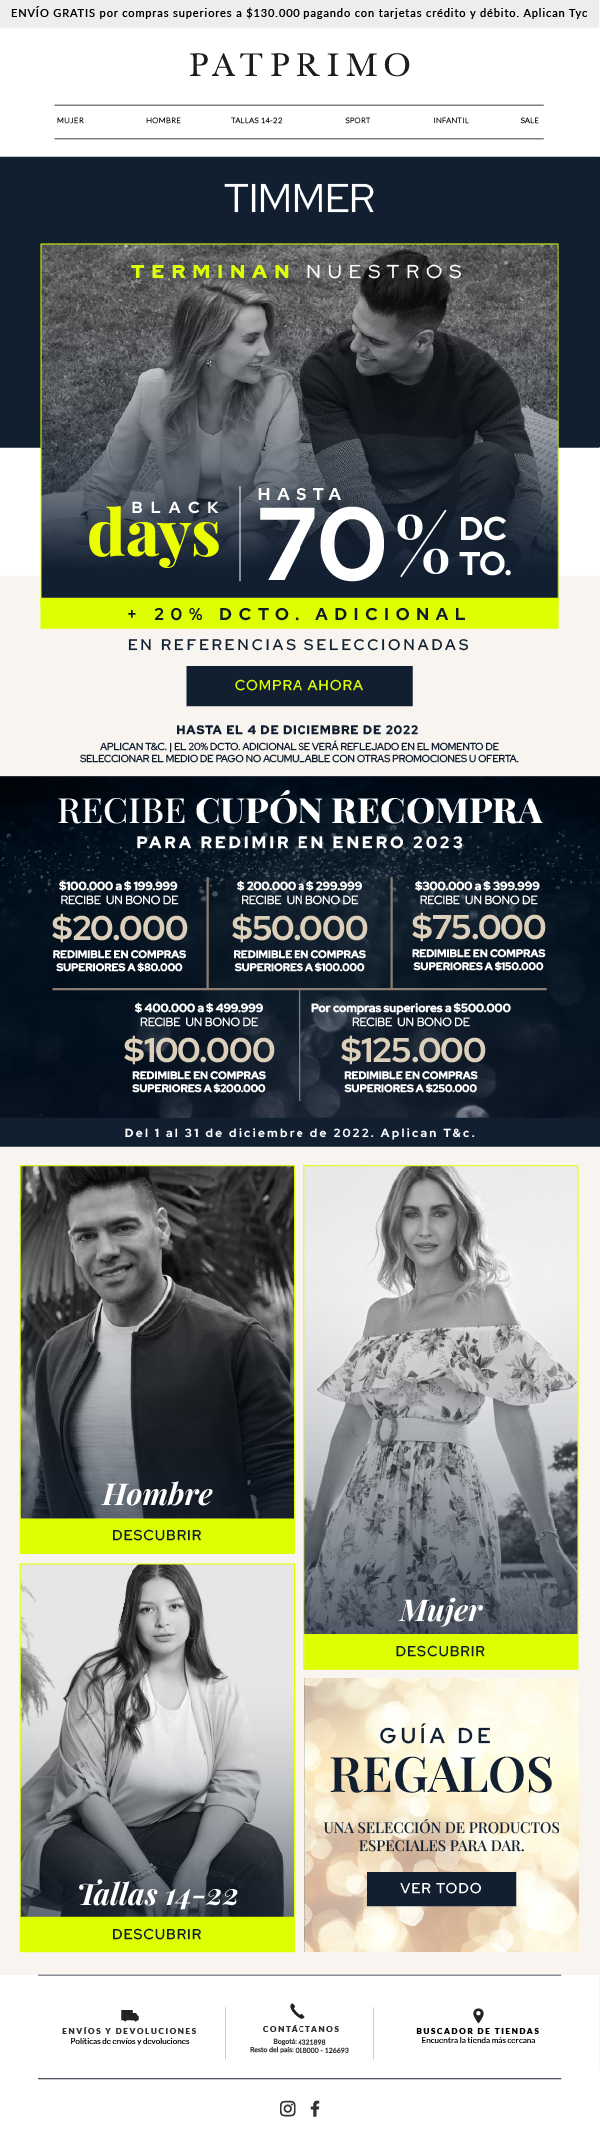 ENVÍO GRATIS por compras superiores a $130.000 pagando con tarjetas crédito y débito. Aplican Tyc
PATPRIMO
MUJER HOMBRE TALLAS 14-22 SPORT INFANTIL SALE
TIMMER
TERMINAN NUESTROS
BLACK
days
HASTA
70% DC
TO.
+ 20% DCTO. ADICIONAL
EN REFERENCIAS SELECCIONADAS
COMPRA AHORA
HASTA EL 4 DE DICIEMBRE DE 2022
APLICAN T&C. | EL 20% DCTO. ADICIONAL SE VERÁ REFLEJADO EN EL MOMENTO DE
SELECCIONAR EL MEDIO DE PAGO NO ACUMULABLE CON OTRAS PROMOCIONES U OFERTA.
RECIBE CUPÓN RECOMPRA
PARA REDIMIR EN ENERO 2023
$100.000 a $ 199.999
RECIBE UN BONO DE
$20.000
REDIMIBLE EN COMPRAS
SUPERIORES A $80.000
$ 200.000 a $ 299.999
RECIBE UN BONO DE
$50.000
REDIMIBLE EN COMPRAS
SUPERIORES A $100.000
$300.000 a $ 399.999
RECIBE UN BONO DE
$75.000
REDIMIBLE EN COMPRAS
SUPERIORES A $150.000
$ 400.000 a $ 499.999
RECIBE UN BONO DE
$100.000
REDIMIBLE EN COMPRAS
SUPERIORES A $200.000
Por compras superiores a $500.000
RECIBE UN BONO DE
$125.000
REDIMIBLE EN COMPRAS
SUPERIORES A $250.000
Del 1 al 31 de diciembre de 2022. Aplican T&c.
Hombre
DESCUBRIR
Mujer
DESCUBRIR
Tallas 14-22
DESCUBRIR
GUÍA DE
REGALOS
UNA SELECCIÓN DE PRODUCTOS
ESPECIALES PARA DAR.
VER TODO
ENVÍOS Y DEVOLUCIONES
Políticas de envíos y devoluciones
CONTÁCTANOS
Bogotá: 4321898
Resto del país: 018000 - 126693
BUSCADOR DE TIENDAS
Encuentra la tienda más cercana